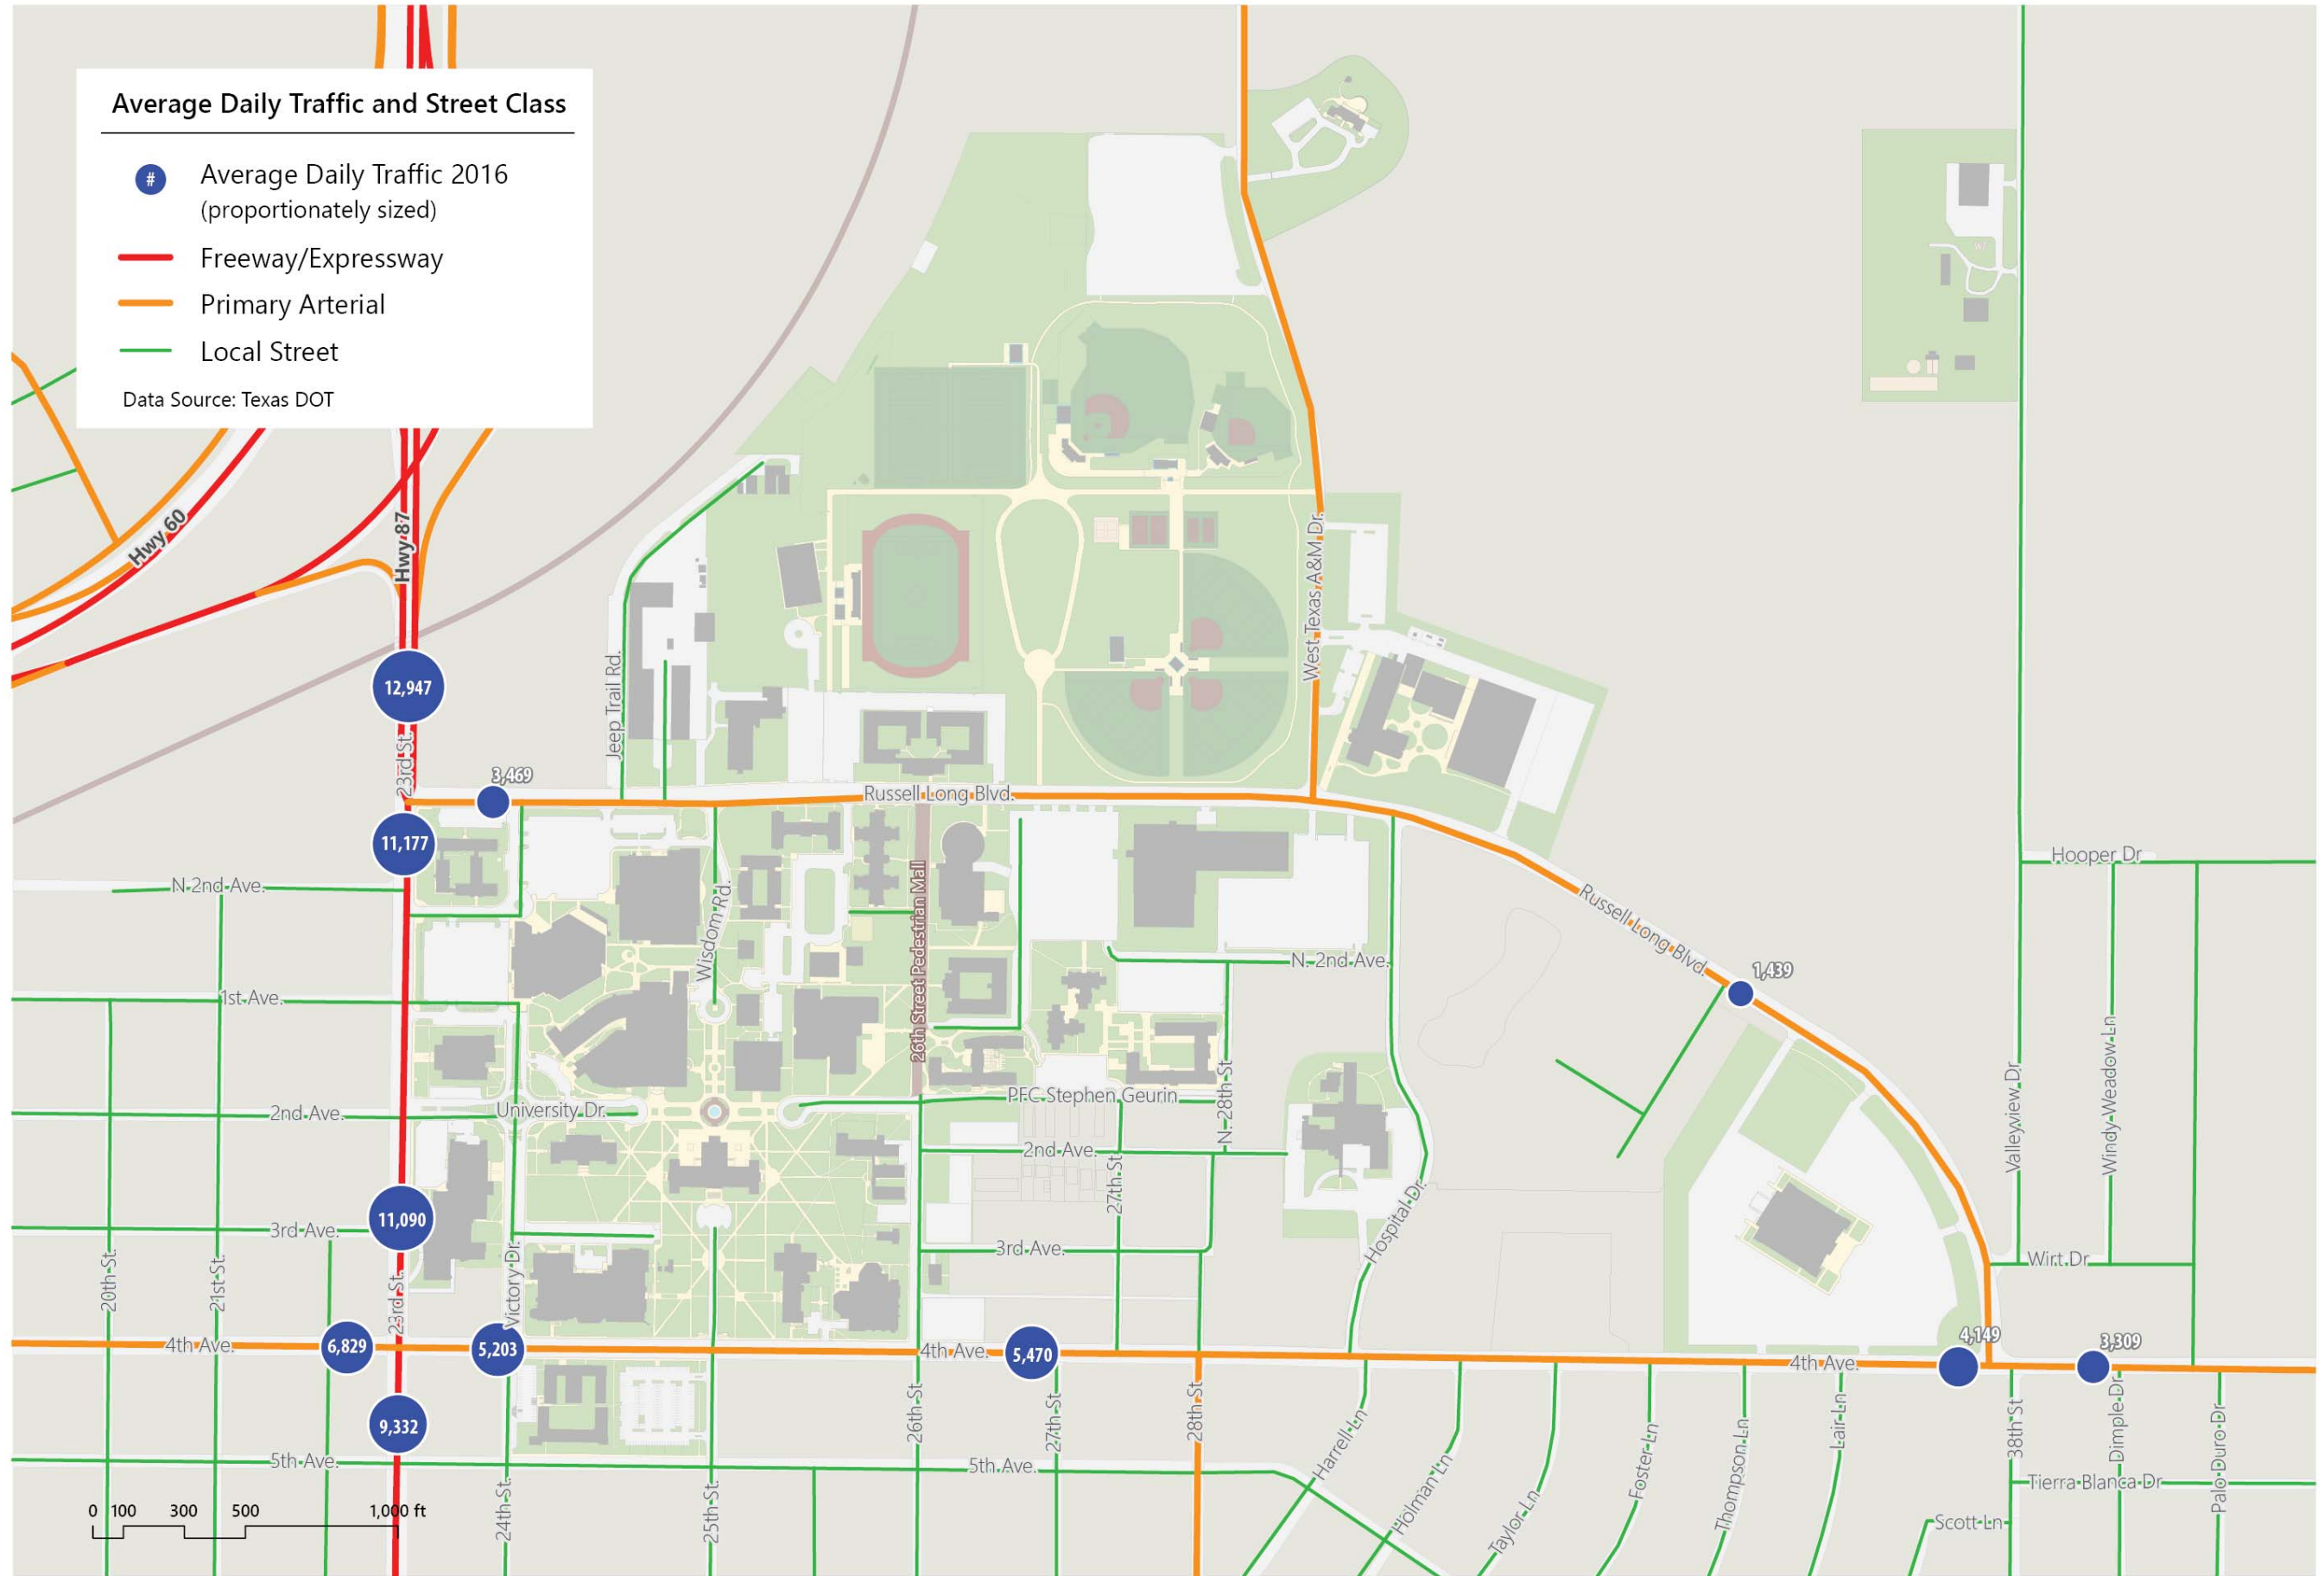 Average Daily Traffic and Street Class
#
Average Daily Traffic 2016
(proportionately sized)
Freeway/Expressway
Primary Arterial
Local Street
Data Source: Texas DOT
Hwy 60
Hwy 87
12,947
23rd St.
3,469
11,177
Jeep Trail Rd.
West Texas A&M Dr.
Russell Long Blvd.
N 2nd Ave.
Wisdom Rd.
26th Street Pedestrian Mall
N. 2nd Ave.
Russell Long Blvd.
1,439
Hooper Dr
1st Ave.
2nd Ave.
University Dr.
PFC Stephen Geurin
N. 28th St
2nd Ave.
27th St
Valleyview Dr.
Windy Meadow Ln
11,090
3rd Ave.
3rd Ave.
Hospital Dr.
Wirt Dr
20th St.
21st St.
23rd St.
Victory Dr.
4th Ave.
6,829
5,203
4th Ave.
5,470
4th Ave.
4,149
3,309
9,332
5th Ave.
5th Ave.
24th St.
25th St.
26th St
27th St
28th St
Harrell Ln
Holman Ln
Taylor Ln
Foster Ln
Thompson Ln
Lair Ln
38th St
Dimple Dr
Palo Duro Dr
Tierra Blanca Dr
Scott Ln
0 100 300 500 1,000 ft